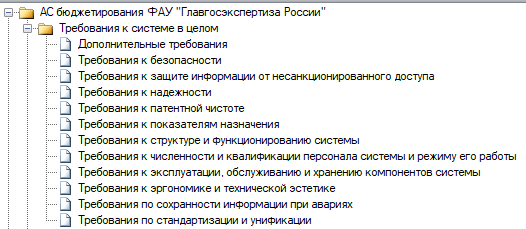 АС бюджетирования ФАУ "Главгосэкспертиза России"
Требования к системе в целом
Дополнительные требования
Требования к безопасности
Требования к защите информации от несанкционированного доступа
Требования к надежности
Требования к патентной чистоте
Требования к показателям назначения
Требования к структуре и функционированию системы
Требования к численности и квалификации персонала системы и режиму его работы
Требования к эксплуатации, обслуживанию и хранению компонентов системы
Требования к эргономике и технической эстетике
Требования по сохранности информации при авариях
Требования по стандартизации и унификации